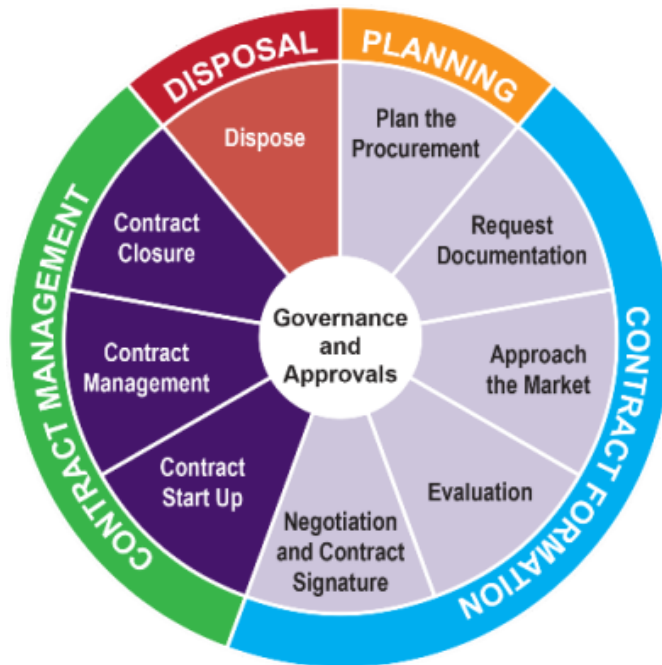 DISPOSAL
PLANNING
CONTRACT FORMATION
CONTRACT MANAGEMENT
Plan the
Procurement
Request
Documentation
Approach
the Market
Evaluation
Negotiation
and Contract
Signature
Contract
Start Up
Contract
Management
Contract
Closure
Dispose
Governance
and
Approvals